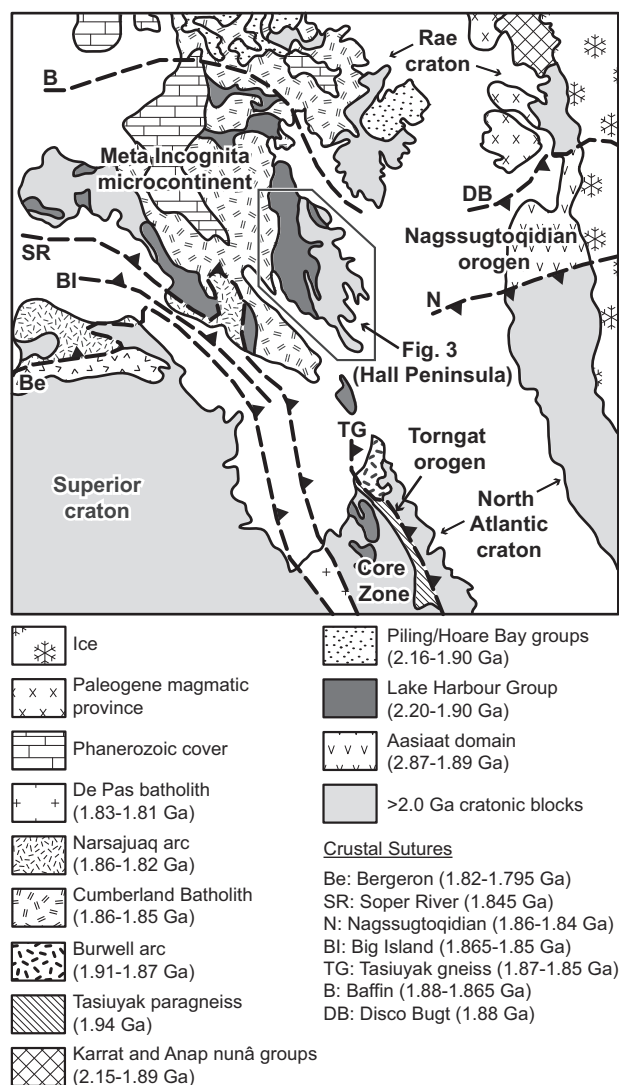 B
Rae
craton
Meta Incognita
microcontinent
DB
Nagssugtoqidian
orogen
SR
BI
N
Fig. 3
(Hall Peninsula)
Be
TG
Torngat
orogen
Superior
craton
North
Atlantic
craton
Core
Zone
Ice
Paleogene magmatic
province
Phanerozoic cover
De Pas batholith
(1.83-1.81 Ga)
Narsajuaq arc
(1.86-1.82 Ga)
Cumberland Batholith
(1.86-1.85 Ga)
Burwell arc
(1.91-1.87 Ga)
Tasiuyak paragneiss
(1.94 Ga)
Karrat and Anap nunâ groups
(2.15-1.89 Ga)
Piling/Hoare Bay groups
(2.16-1.90 Ga)
Lake Harbour Group
(2.20-1.90 Ga)
Aasiaat domain
(2.87-1.89 Ga)
>2.0 Ga cratonic blocks
Crustal Sutures
Be: Bergeron (1.82-1.795 Ga)
SR: Soper River (1.845 Ga)
N: Nagssugtoqidian (1.86-1.84 Ga)
BI: Big Island (1.865-1.85 Ga)
TG: Tasiuyak gneiss (1.87-1.85 Ga)
B: Baffin (1.88-1.865 Ga)
DB: Disco Bugt (1.88 Ga)